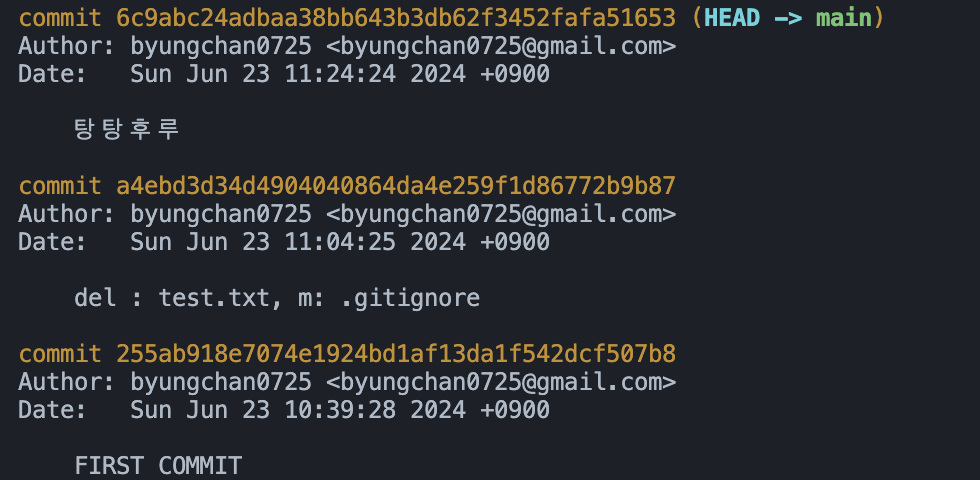 commit 6c9abc24adbaa38bb643b3db62f3452fafa51653 (HEAD -> main)
Author: byungchan0725 <byungchan0725@gmail.com>
Date:   Sun Jun 23 11:24:24 2024 +0900
탕탕후루
commit a4ebd3d34d4904040864da4e259f1d86772b9b87
Author: byungchan0725 <byungchan0725@gmail.com>
Date:   Sun Jun 23 11:04:25 2024 +0900
del : test.txt, m: .gitignore
commit 255ab918e7074e1924bd1af13da1f542dcf507b8
Author: byungchan0725 <byungchan0725@gmail.com>
Date:   Sun Jun 23 10:39:28 2024 +0900
FIRST COMMIT